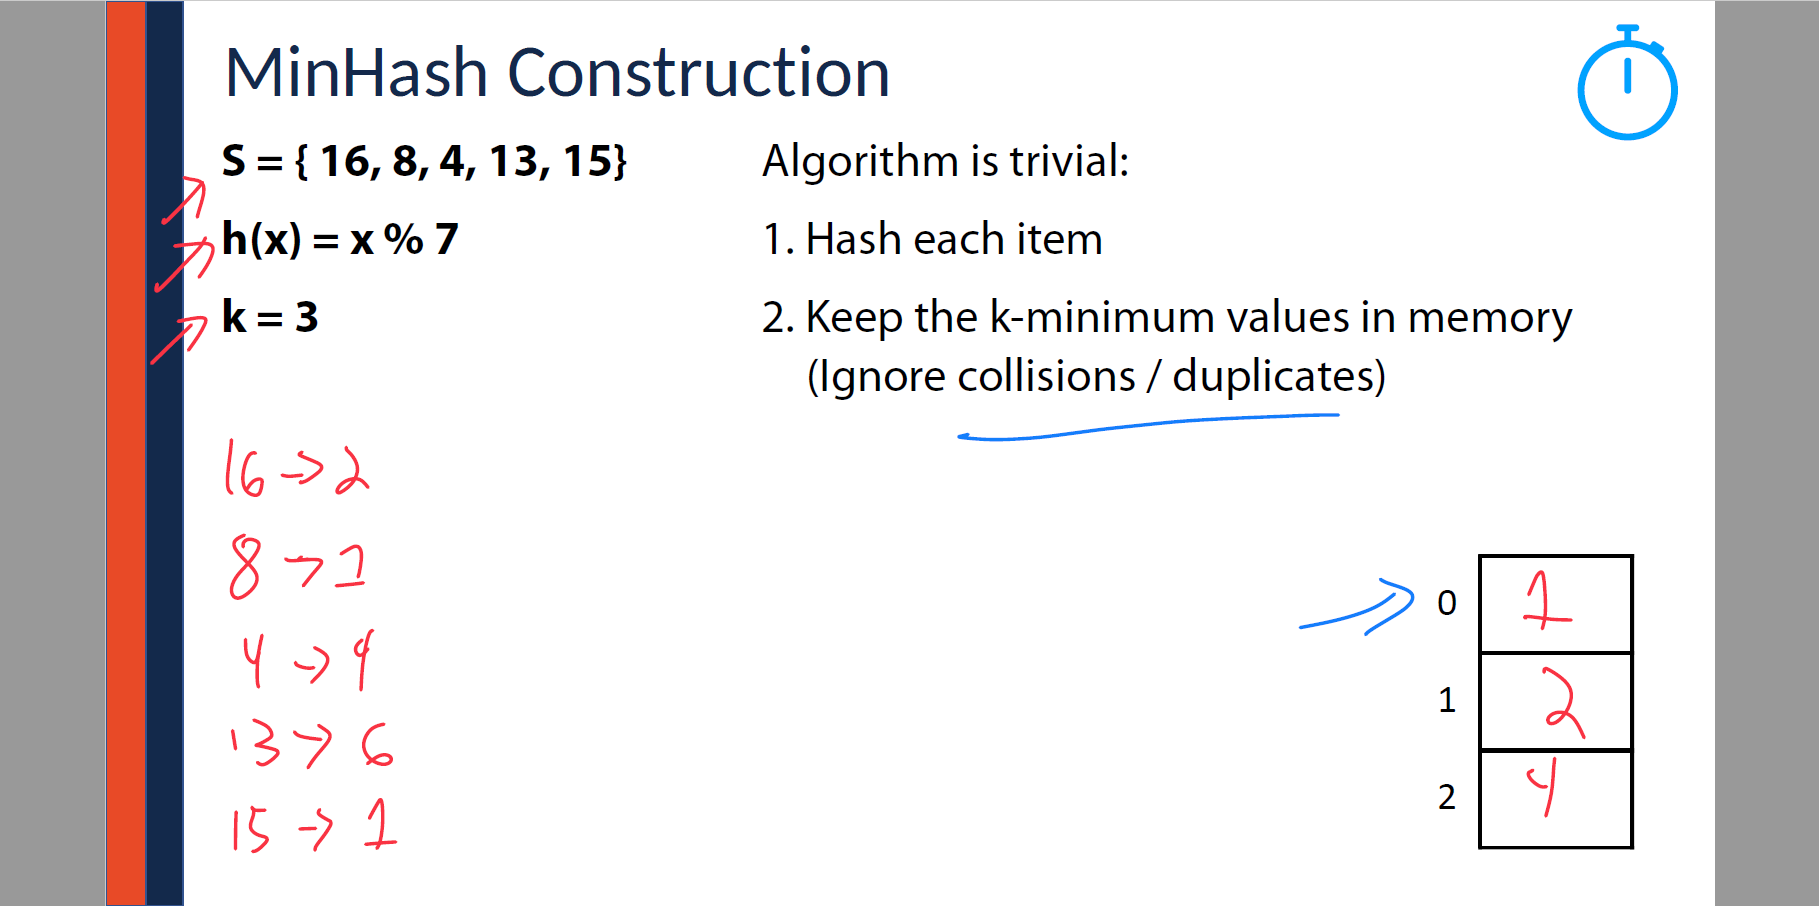 MinHash Construction
S = { 16, 8, 4, 13, 15}
h(x) = x % 7
k = 3
Algorithm is trivial:
1. Hash each item
2. Keep the k-minimum values in memory
(Ignore collisions / duplicates)
16 → 2
8 → 1
4 → 4
13 → 6
15 → 1
0 1
1 2
2 4